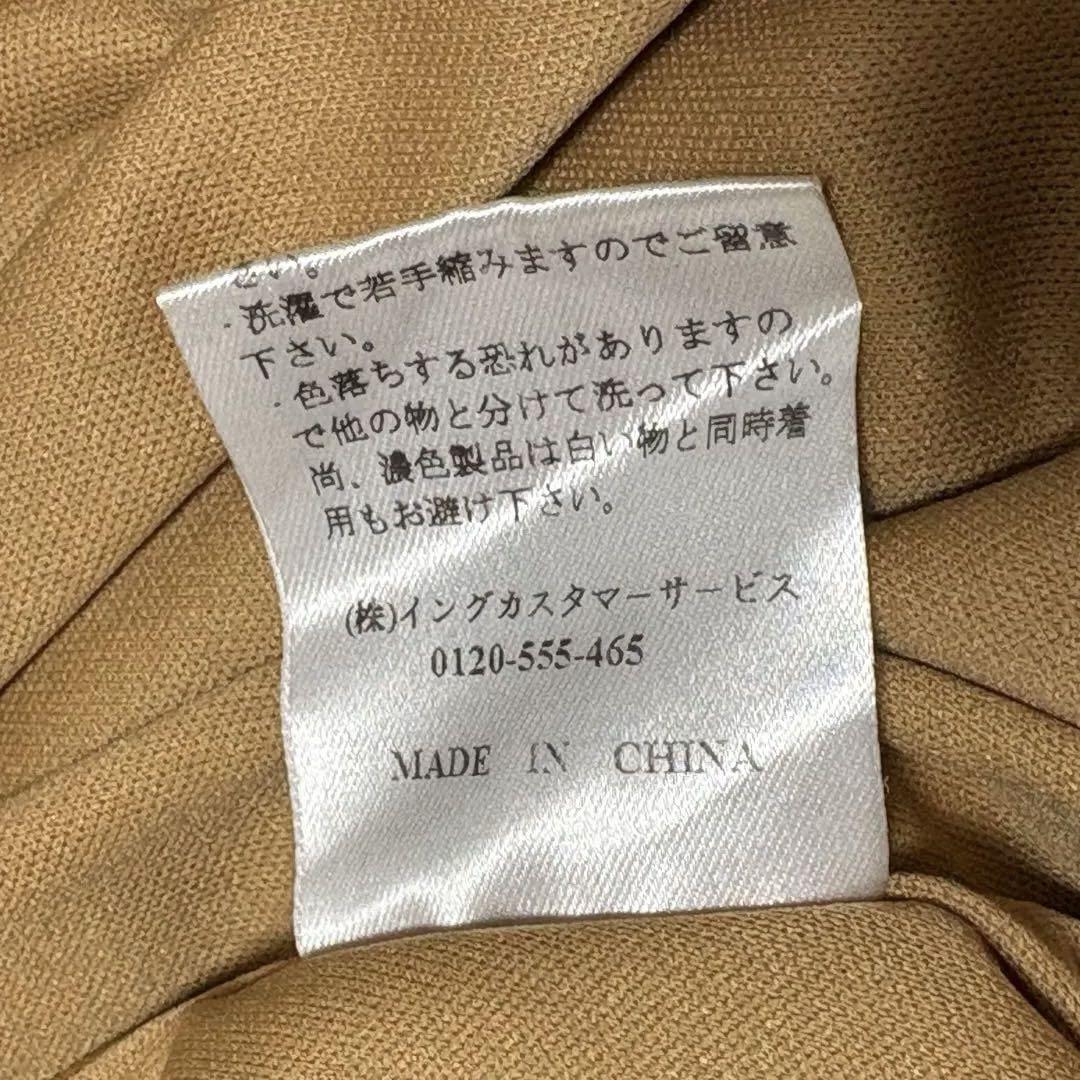 さい。
・洗濯で若干縮みますのでご留意
下さい。
・色落ちする恐れがありますの
で他の物と分けて洗って下さい。
尚、濃色製品は白い物と同時着
用もお避け下さい。
(株)イングカスタマーサービス
0120-555-465
MADE IN CHINA